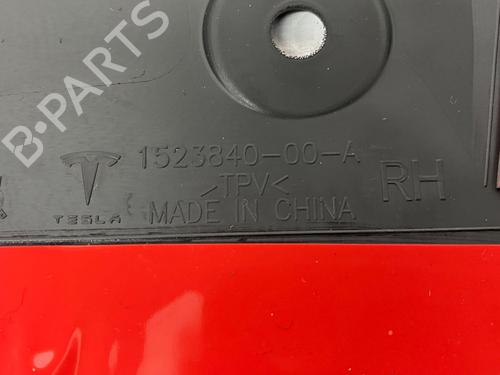 B-PARTS
1523840-00-A
>TPV<
TESLA
MADE IN CHINA
RH